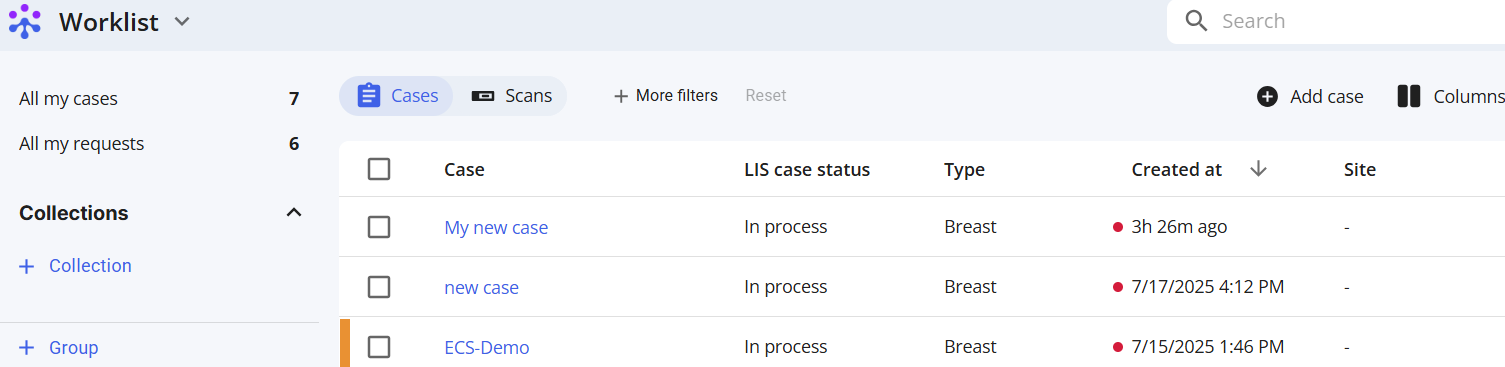 Worklist
Search
All my cases 7
All my requests 6
Collections
+ Collection
+ Group
Cases Scans + More filters Reset Add case Columns
Case LIS case status Type Created at Site
My new case In process Breast 3h 26m ago -
new case In process Breast 7/17/2025 4:12 PM -
ECS-Demo In process Breast 7/15/2025 1:46 PM -